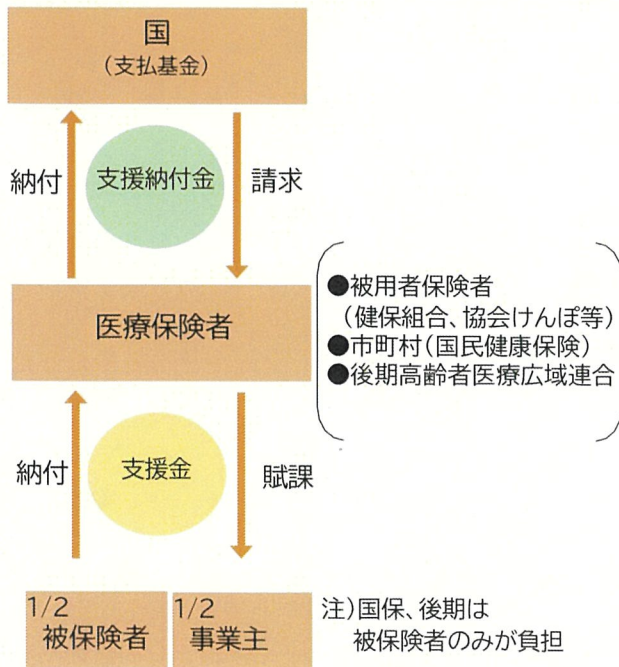 国
(支払基金)
納付
支援納付金
請求
医療保険者
●被用者保険者
(健保組合、協会けんぽ等)
●市町村(国民健康保険)
●後期高齢者医療広域連合
納付
支援金
賦課
1/2
被保険者
1/2
事業主
注)国保、後期は
被保険者のみが負担